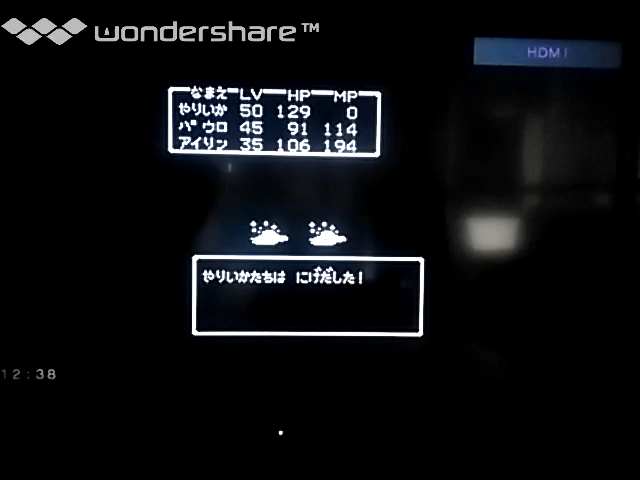 wondershare™
HDMI
なまえ LV HP MP
やりいか 50 129 0
パウロ 45 91 114
アイリン 35 106 194
やりいかたちは にげだした!
12:38